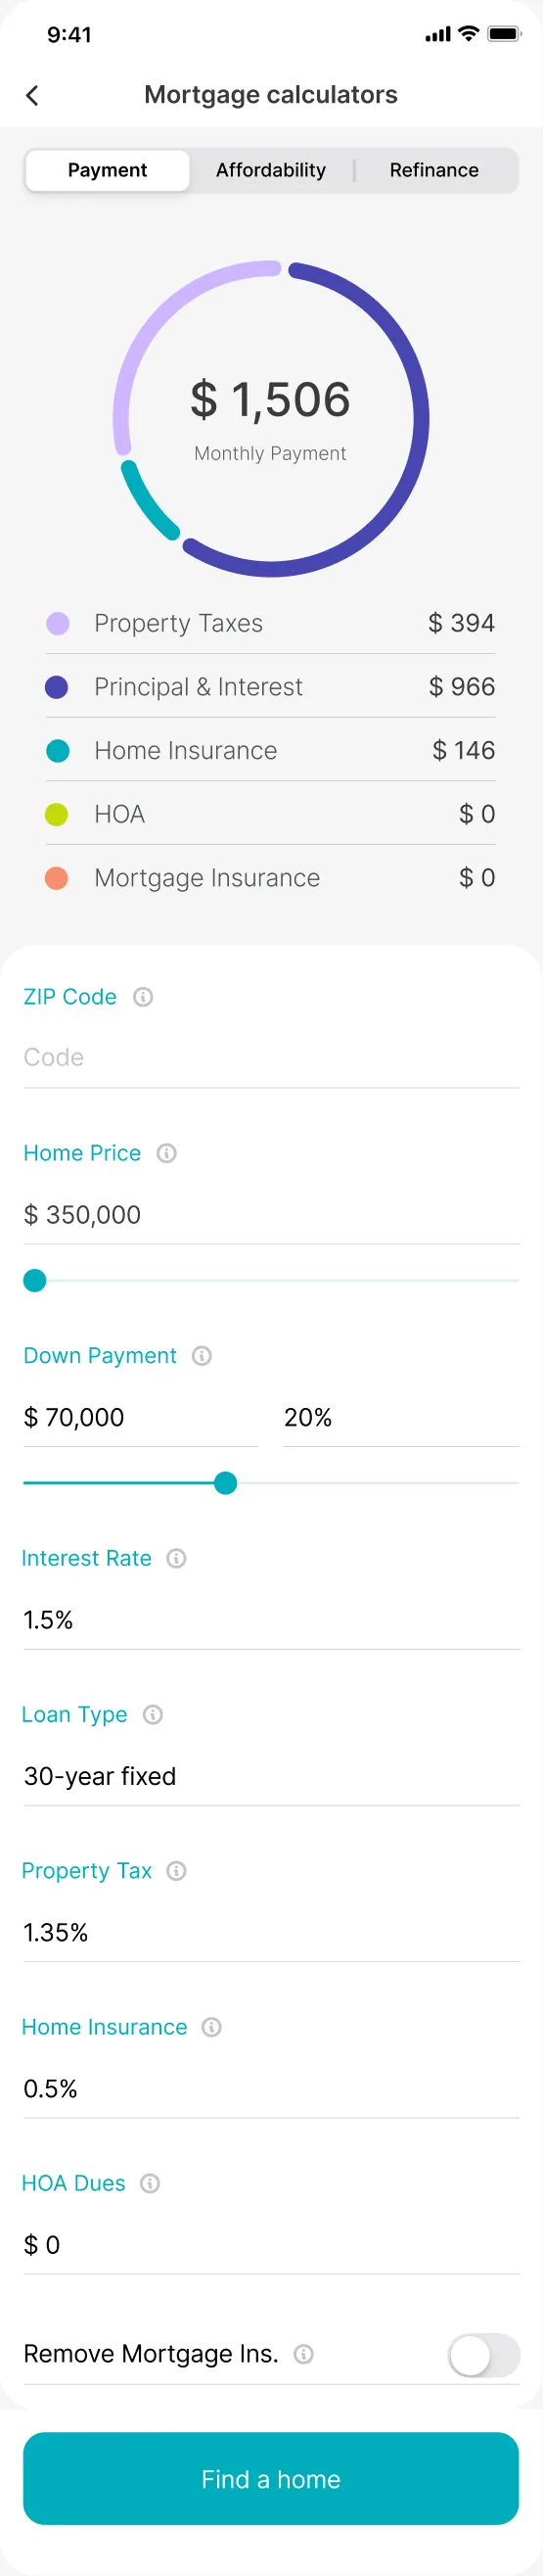 9:41
Mortgage calculators
Payment Affordability Refinance
$ 1,506
Monthly Payment
Property Taxes $ 394
Principal & Interest $ 966
Home Insurance $ 146
HOA $ 0
Mortgage Insurance $ 0
ZIP Code
Code
Home Price
$ 350,000
Down Payment
$ 70,000 20%
Interest Rate
1.5%
Loan Type
30-year fixed
Property Tax
1.35%
Home Insurance
0.5%
HOA Dues
$ 0
Remove Mortgage Ins.
Find a home